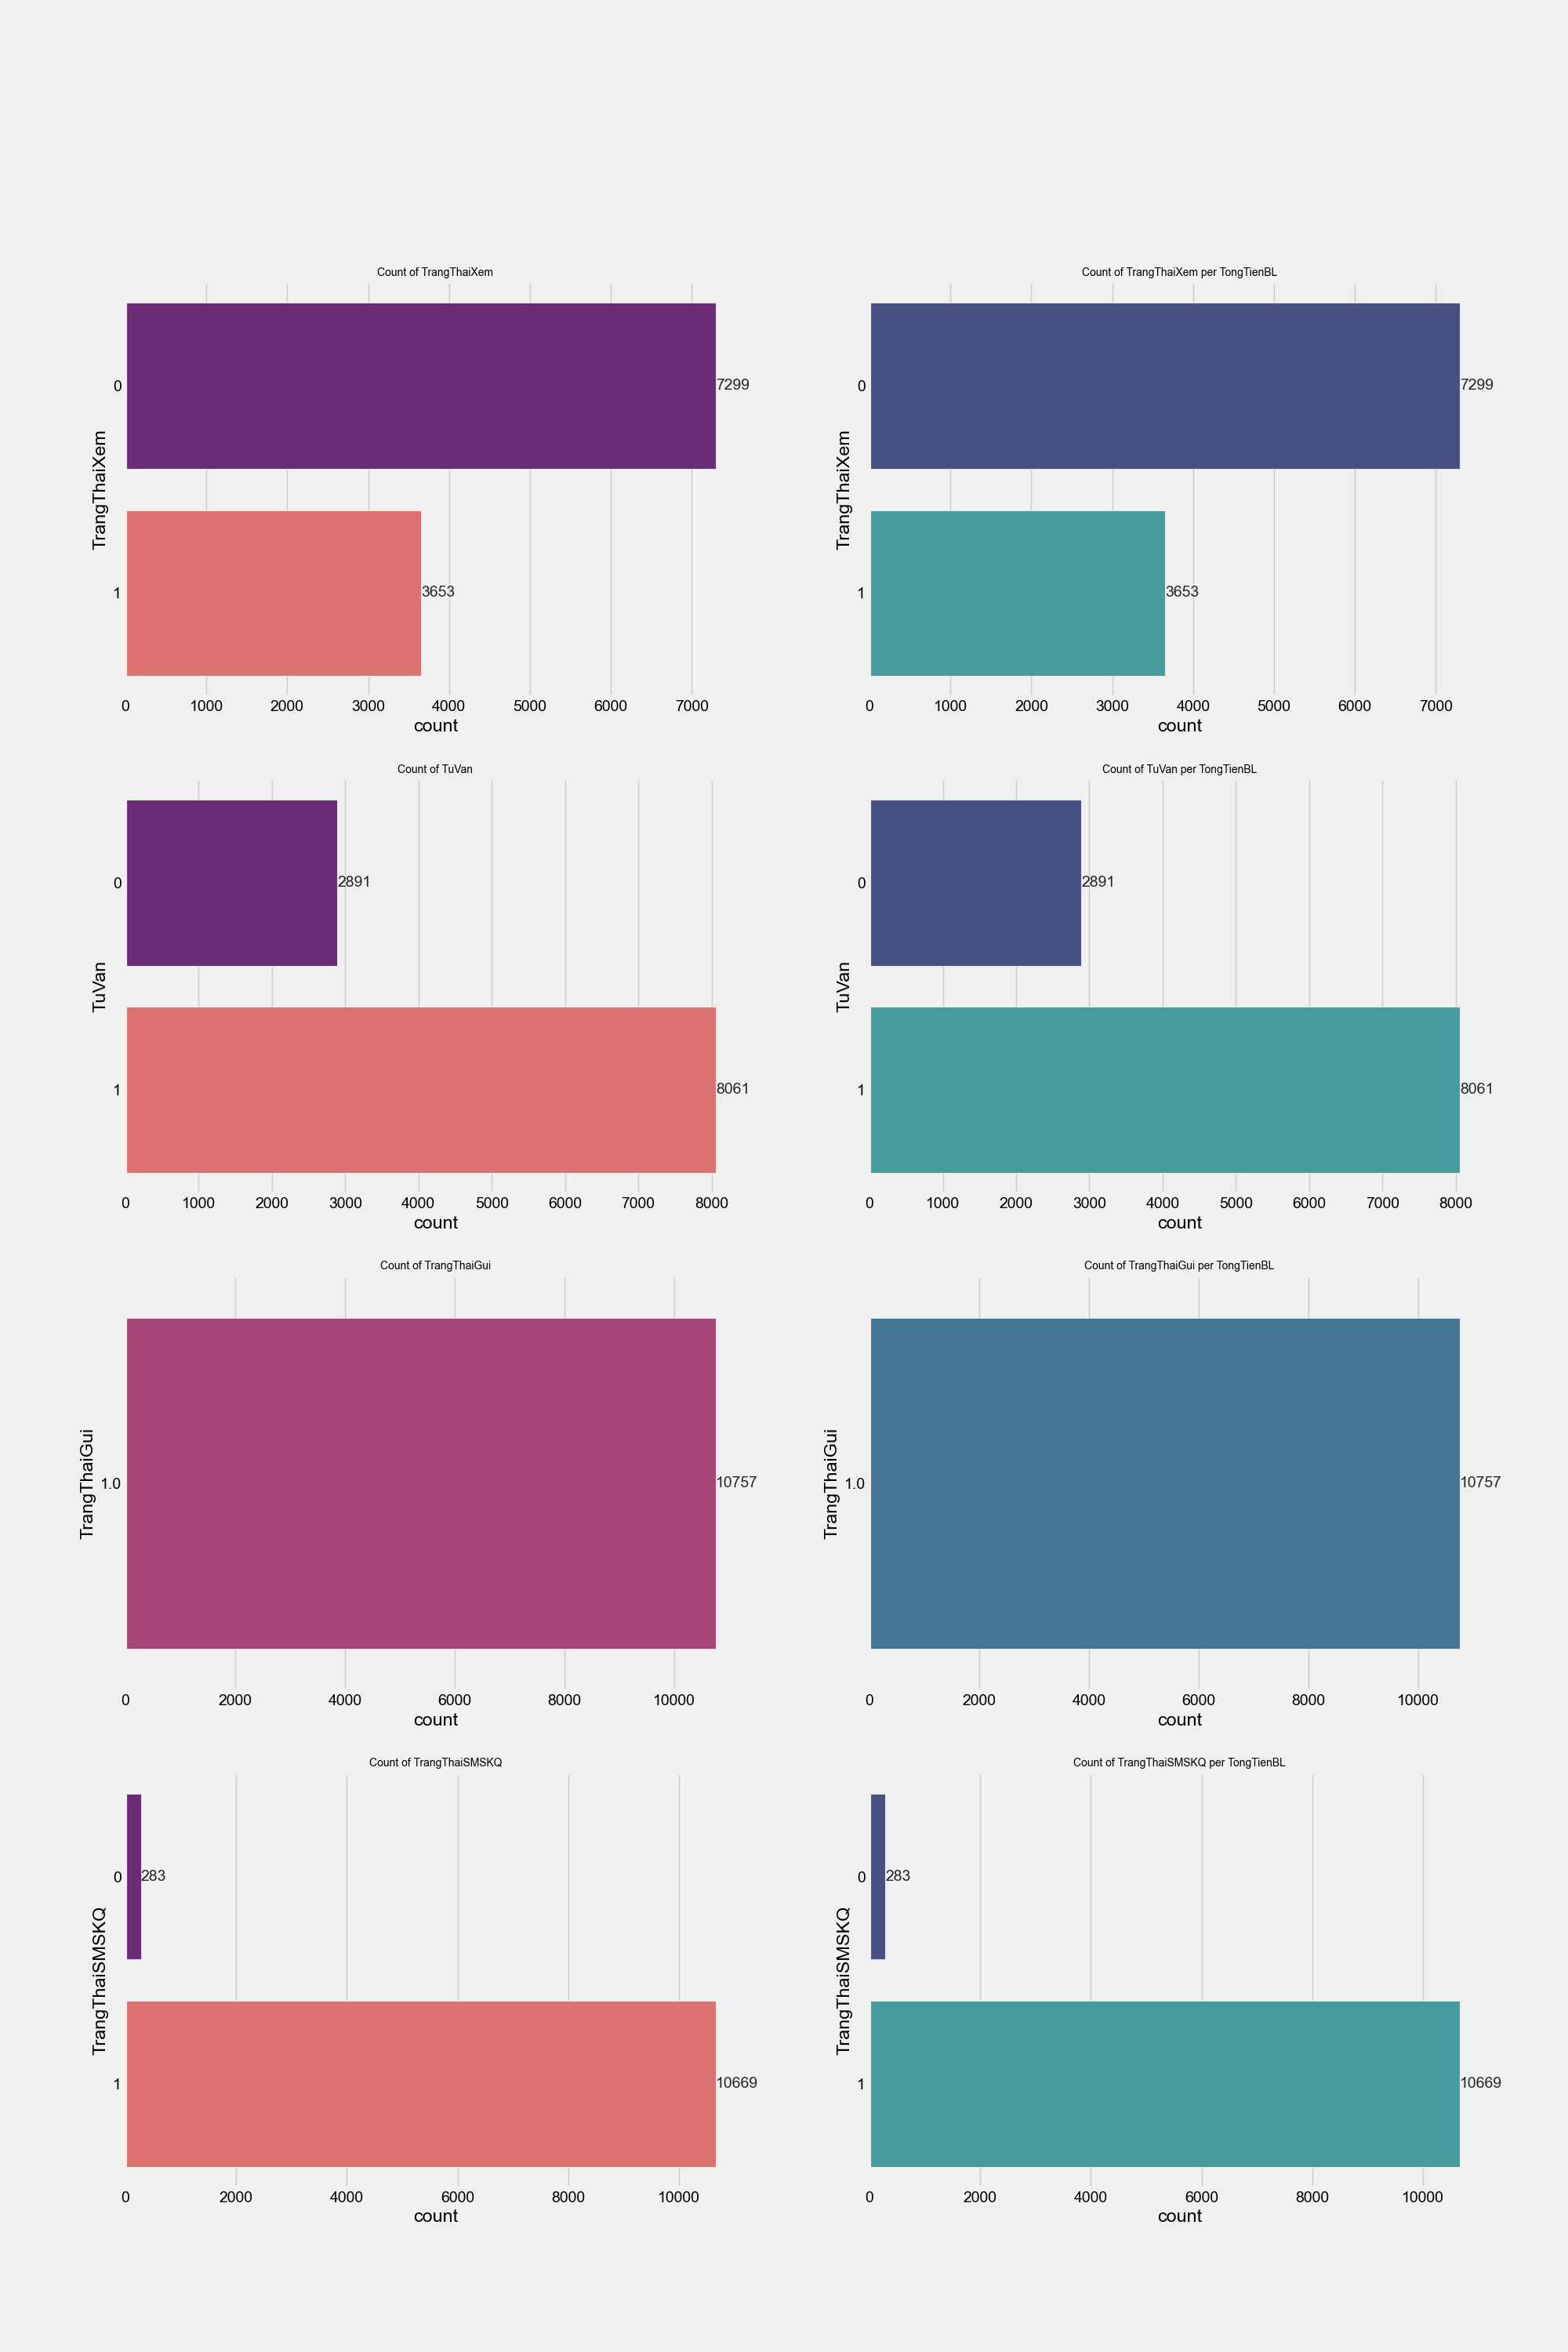 Count of TrangThaiXem
TrangThaiXem
0
7299
1
3653
0 1000 2000 3000 4000 5000 6000 7000
count
Count of TrangThaiXem per TongTienBL
TrangThaiXem
0
7299
1
3653
0 1000 2000 3000 4000 5000 6000 7000
count
Count of TuVan
TuVan
0
2891
1
8061
0 1000 2000 3000 4000 5000 6000 7000 8000
count
Count of TuVan per TongTienBL
TuVan
0
2891
1
8061
0 1000 2000 3000 4000 5000 6000 7000 8000
count
Count of TrangThaiGui
TrangThaiGui
1.0
10757
0 2000 4000 6000 8000 10000
count
Count of TrangThaiGui per TongTienBL
TrangThaiGui
1.0
10757
0 2000 4000 6000 8000 10000
count
Count of TrangThaiSMSKQ
TrangThaiSMSKQ
0
283
1
10669
0 2000 4000 6000 8000 10000
count
Count of TrangThaiSMSKQ per TongTienBL
TrangThaiSMSKQ
0
283
1
10669
0 2000 4000 6000 8000 10000
count